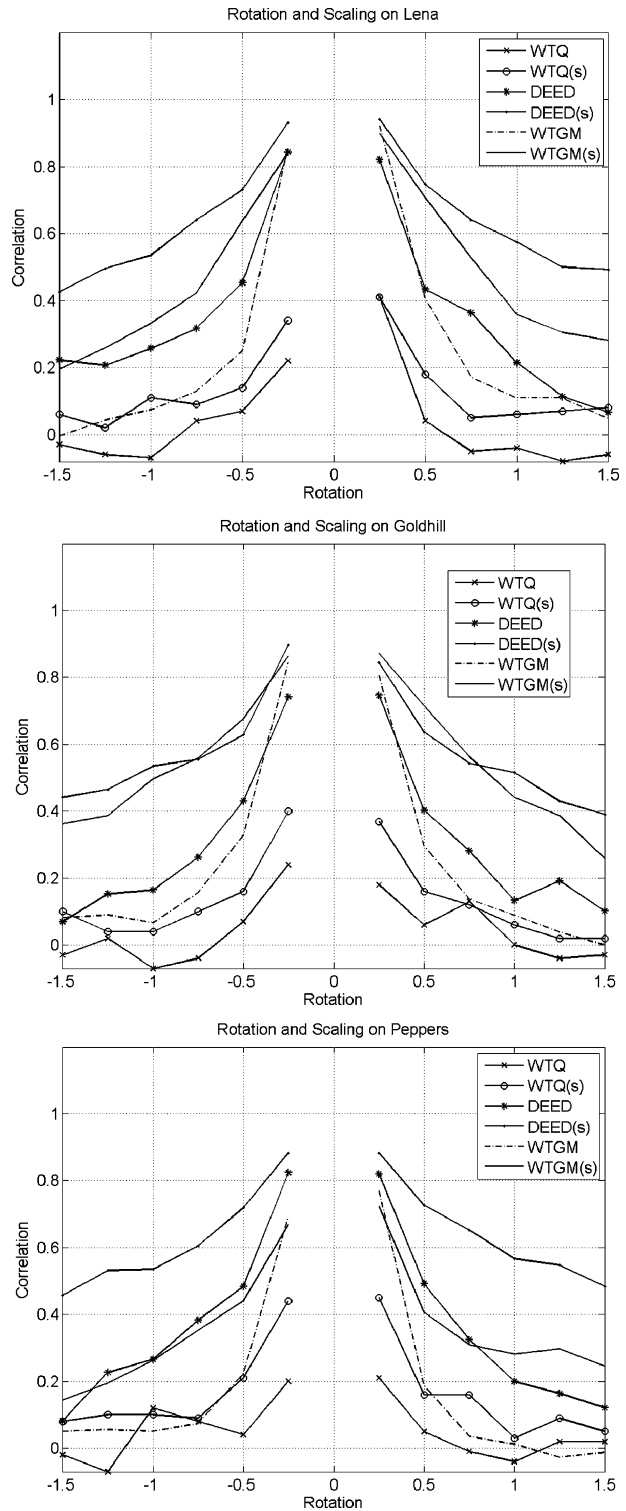 Rotation and Scaling on Lena
WTQ
WTQ(s)
DEED
DEED(s)
WTGM
WTGM(s)
1
0.8
0.6
0.4
0.2
0
Correlation
-1.5 -1 -0.5 0 0.5 1 1.5
Rotation
Rotation and Scaling on Goldhill
WTQ
WTQ(s)
DEED
DEED(s)
WTGM
WTGM(s)
1
0.8
0.6
0.4
0.2
0
Correlation
-1.5 -1 -0.5 0 0.5 1 1.5
Rotation
Rotation and Scaling on Peppers
WTQ
WTQ(s)
DEED
DEED(s)
WTGM
WTGM(s)
1
0.8
0.6
0.4
0.2
0
Correlation
-1.5 -1 -0.5 0 0.5 1 1.5
Rotation